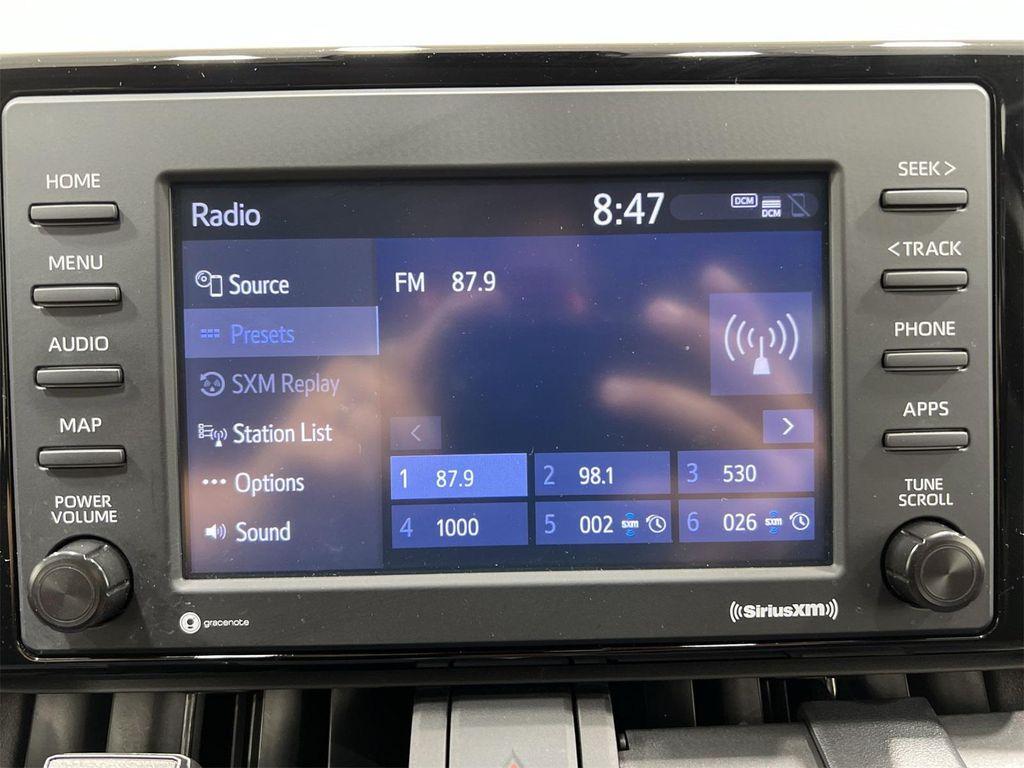 HOME
MENU
AUDIO
MAP
POWER
VOLUME
Radio
8:47
DCM
DCM
Source
Presets
SXM Replay
Station List
Options
Sound
FM 87.9
<
>
1 87.9
2 98.1
3 530
4 1000
5 002 sxm
6 026 sxm
SEEK >
< TRACK
PHONE
APPS
TUNE
SCROLL
gracenote
((SiriusXM))